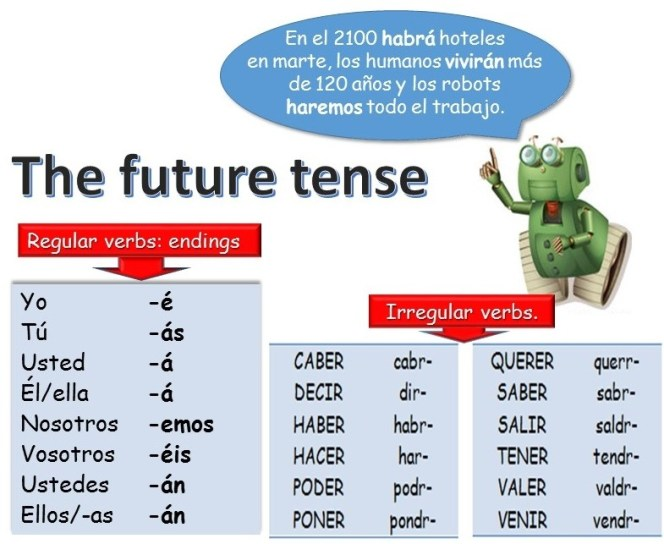 En el 2100 habrá hoteles
en marte, los humanos vivirán más
de 120 años y los robots
haremos todo el trabajo.
The future tense
Regular verbs: endings
Yo -é
Tú -ás
Usted -á
Él/ella -á
Nosotros -emos
Vosotros -éis
Ustedes -án
Ellos/-as -án
Irregular verbs.
CABER cabr-
DECIR dir-
HABER habr-
HACER har-
PODER podr-
PONER pondr-
QUERER querr-
SABER sabr-
SALIR saldr-
TENER tendr-
VALER valdr-
VENIR vendr-